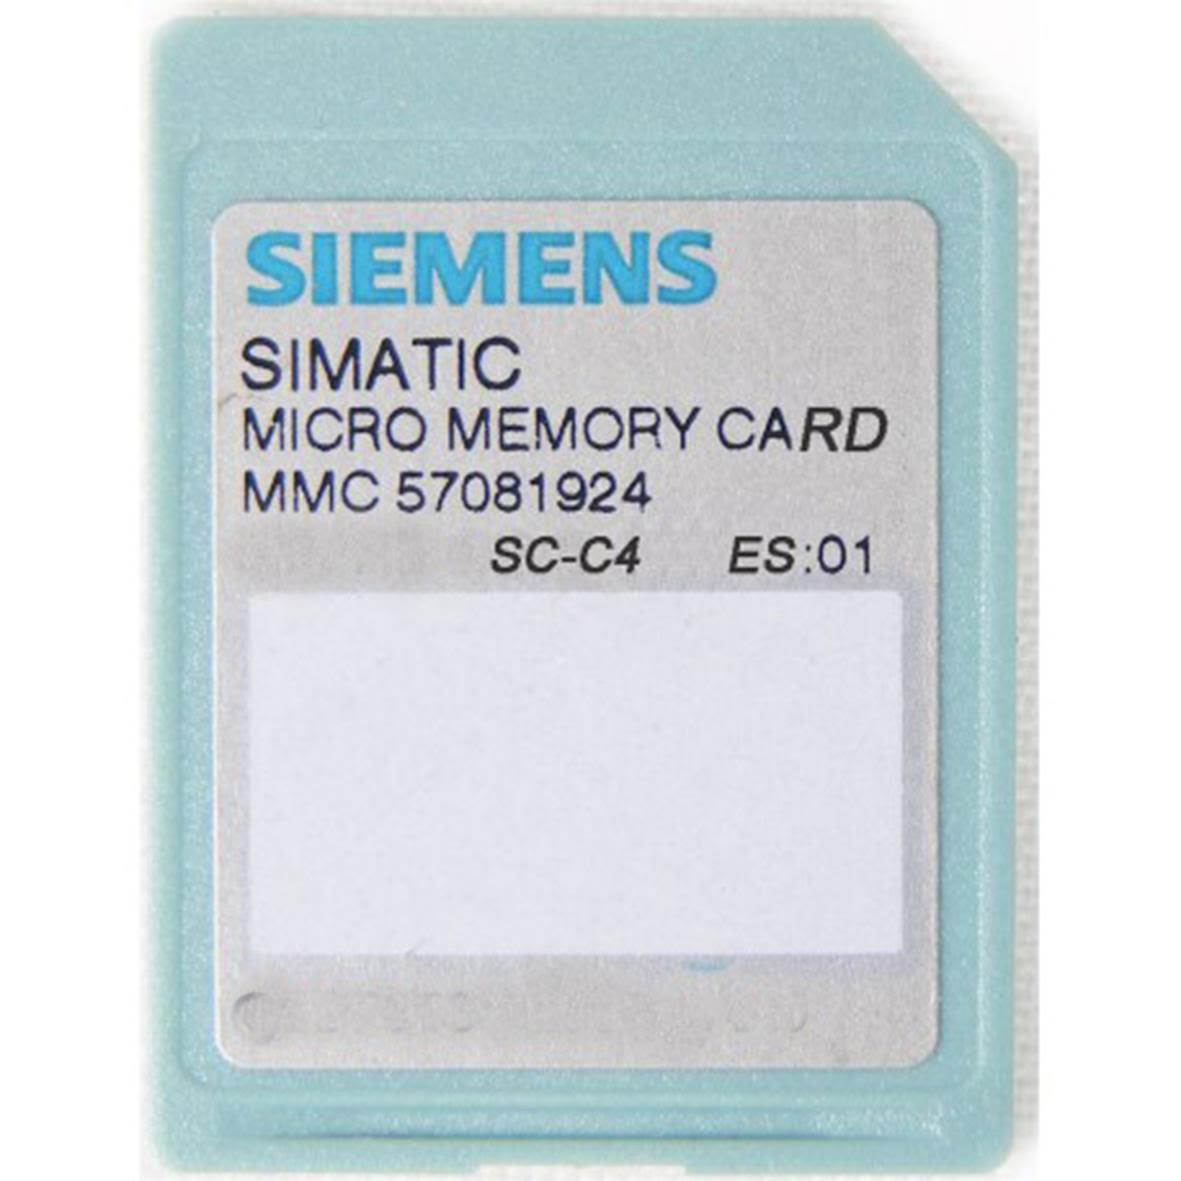 SIEMENS
SIMATIC
MICRO MEMORY CARD
MMC 57081924
SC-C4 ES:01